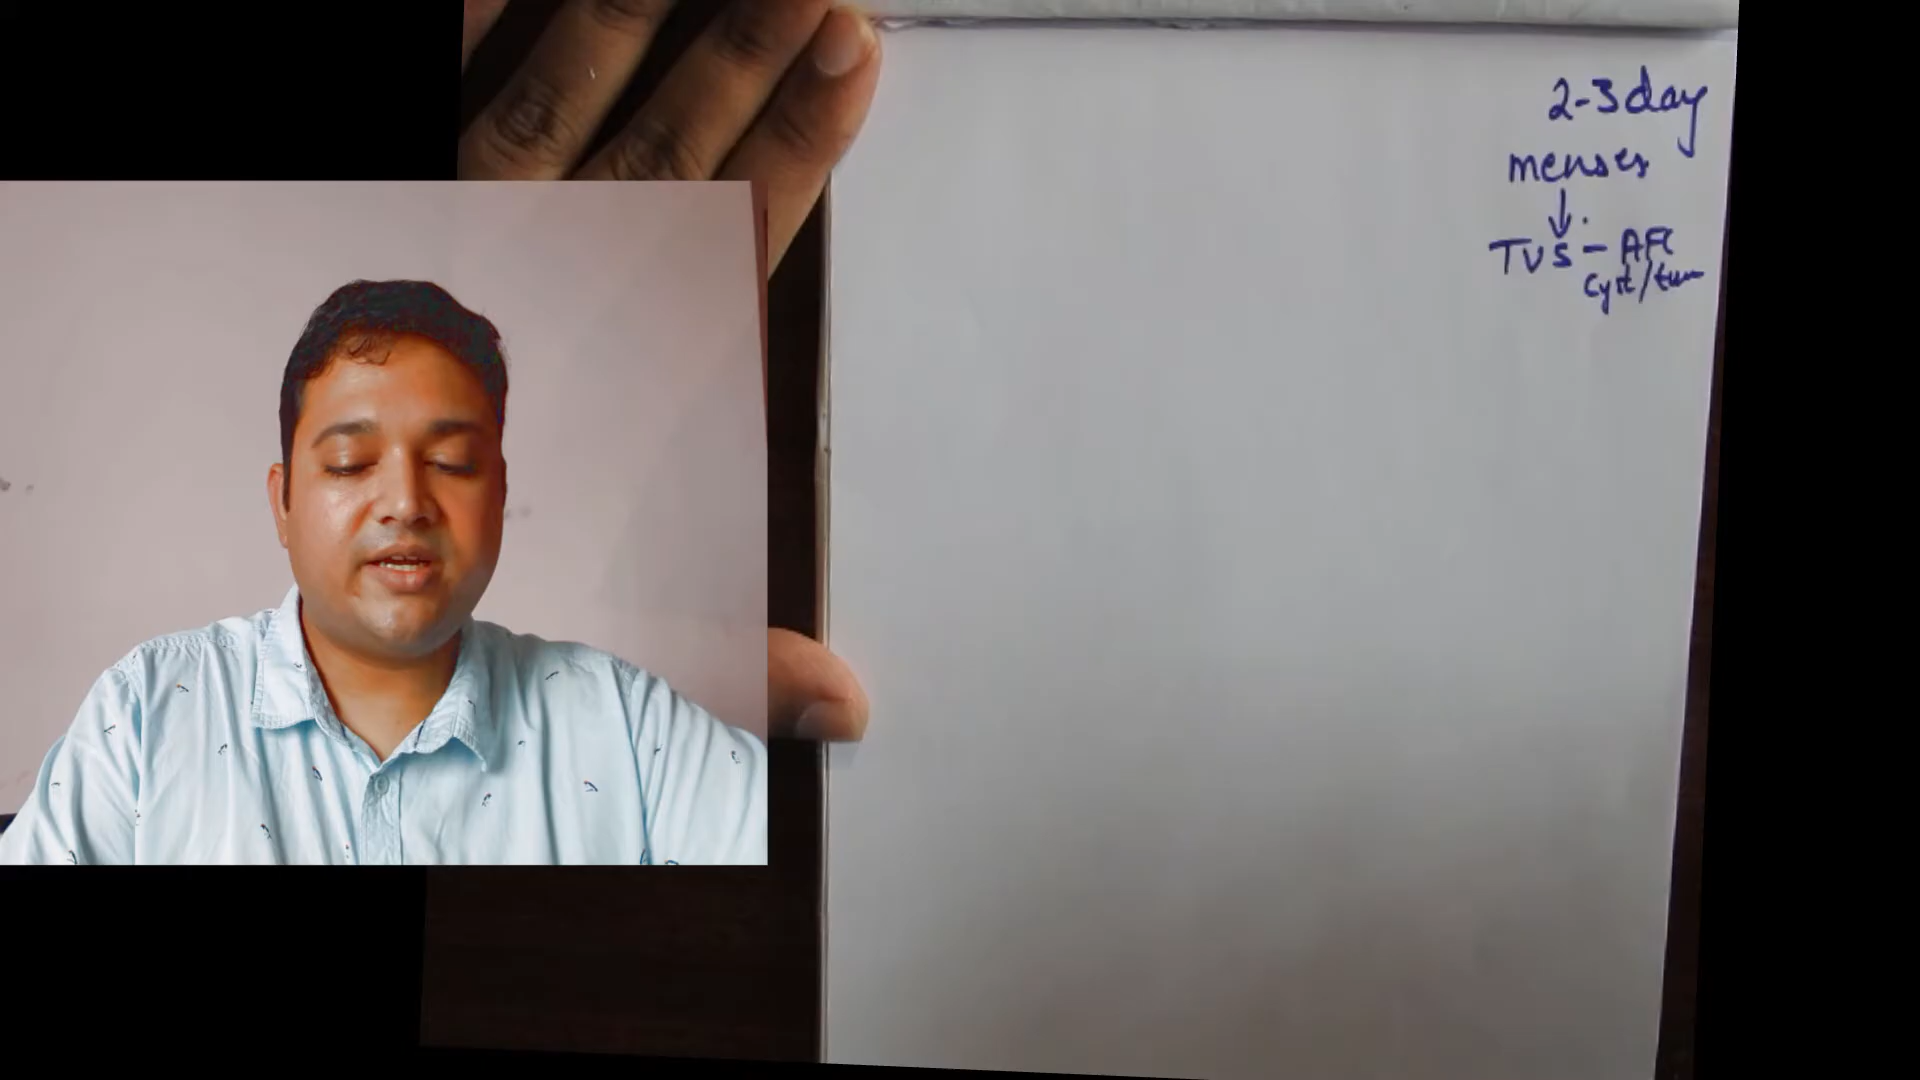 2-3 day
menses
↓
TVS - AFC
Cyst/tum